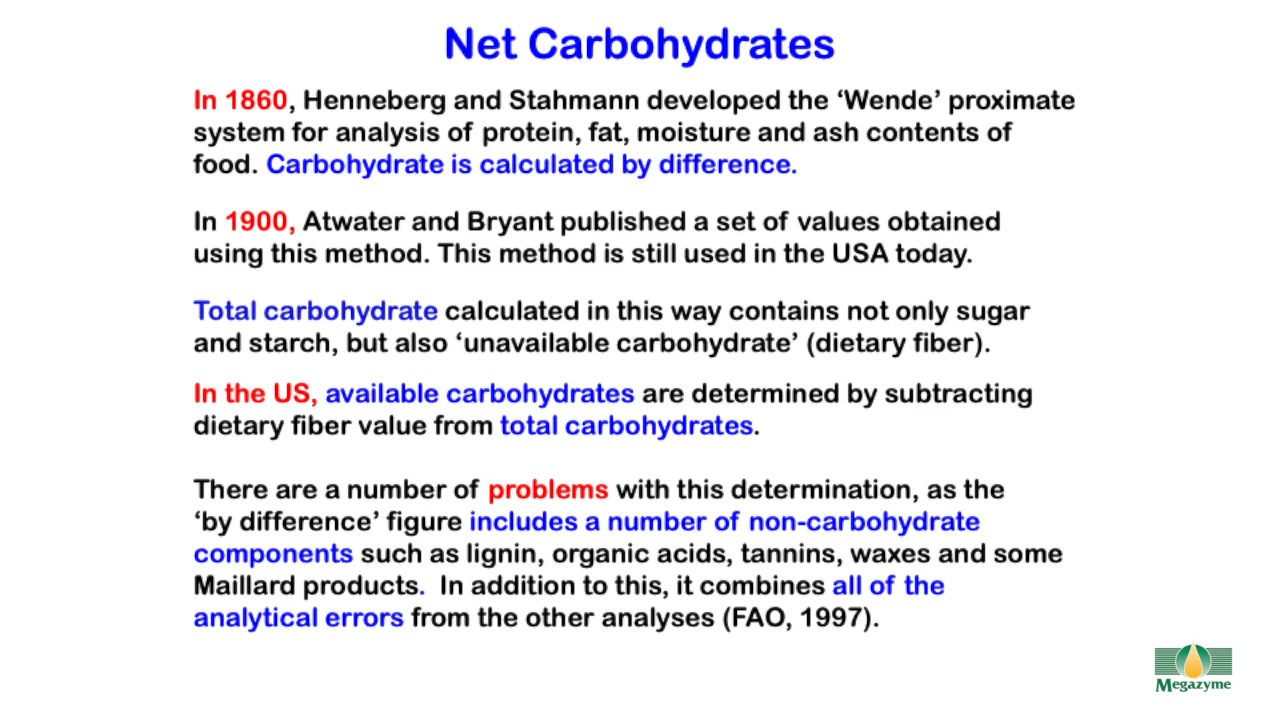 Net Carbohydrates
In 1860, Henneberg and Stahmann developed the ‘Wende’ proximate
system for analysis of protein, fat, moisture and ash contents of
food. Carbohydrate is calculated by difference.
In 1900, Atwater and Bryant published a set of values obtained
using this method. This method is still used in the USA today.
Total carbohydrate calculated in this way contains not only sugar
and starch, but also ‘unavailable carbohydrate’ (dietary fiber).
In the US, available carbohydrates are determined by subtracting
dietary fiber value from total carbohydrates.
There are a number of problems with this determination, as the
‘by difference’ figure includes a number of non-carbohydrate
components such as lignin, organic acids, tannins, waxes and some
Maillard products. In addition to this, it combines all of the
analytical errors from the other analyses (FAO, 1997).
Megazyme